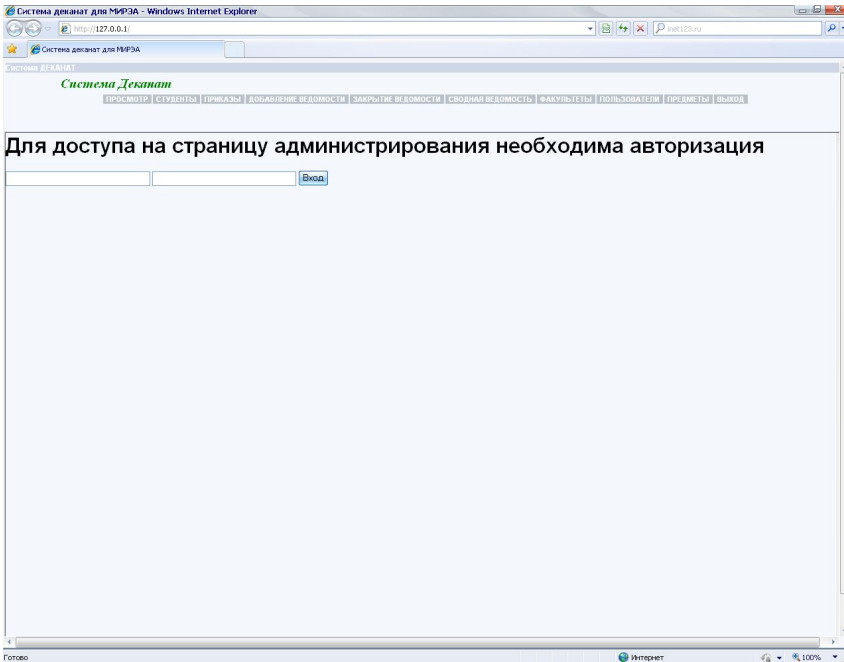 Система деканат для МИРЭА - Windows Internet Explorer
http://127.0.0.1/
inet123.ru
Система деканат для МИРЭА
Система ДЕКАНАТ
Система Деканат
ПРОСМОТР СТУДЕНТЫ ПРИКАЗЫ ДОБАВЛЕНИЕ ВЕДОМОСТИ ЗАКРЫТИЕ ВЕДОМОСТИ СВОДНАЯ ВЕДОМОСТЬ ФАКУЛЬТЕТЫ ПОЛЬЗОВАТЕЛИ ПРЕДМЕТЫ ВЫХОД
Для доступа на страницу администрирования необходима авторизация
Вход
Готово Интернет 100%